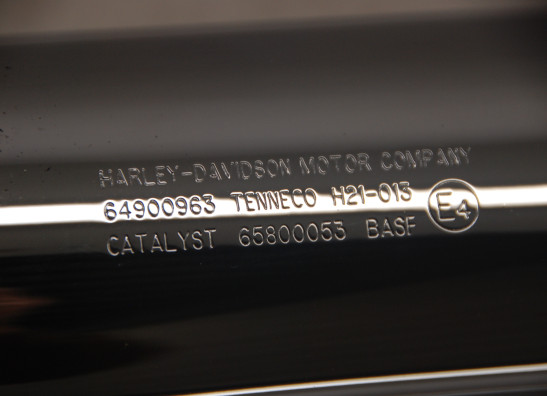 HARLEY-DAVIDSON MOTOR COMPANY
64900963 TENNECO H21-013
E4
CATALYST 65800053 BASF